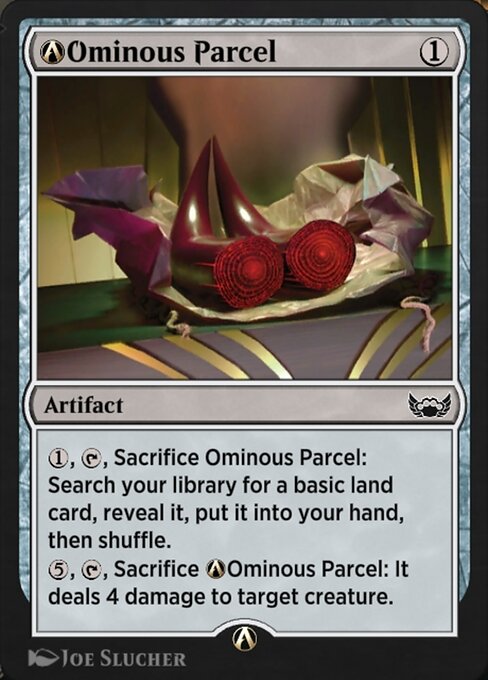 Ominous Parcel 1
Artifact
1, , Sacrifice Ominous Parcel:
Search your library for a basic land
card, reveal it, put it into your hand,
then shuffle.
5, , Sacrifice Ominous Parcel: It
deals 4 damage to target creature.
Joe Slucher